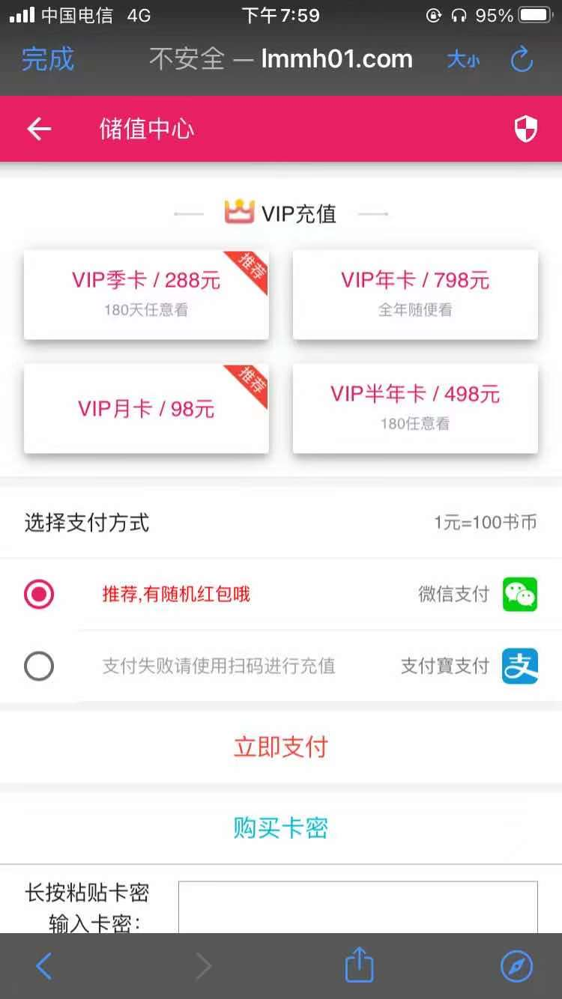 中国电信 4G 下午7:59 95%
完成 不安全 — lmmh01.com 大小
储值中心
VIP充值
VIP季卡 / 288元 推荐 VIP年卡 / 798元
180天任意看 全年随便看
VIP月卡 / 98元 推荐 VIP半年卡 / 498元
180任意看
选择支付方式 1元=100书币
推荐,有随机红包哦 微信支付
支付失败请使用扫码进行充值 支付寶支付 支
立即支付
购买卡密
长按粘贴卡密
输入卡密: